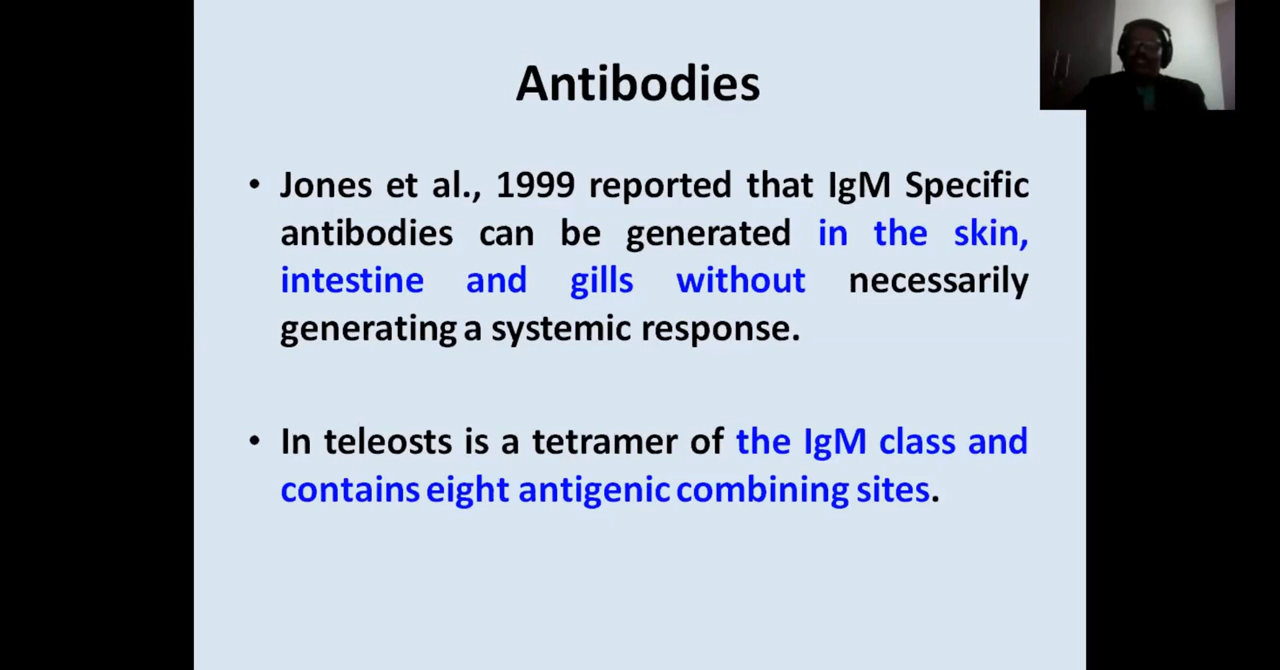 Antibodies
• Jones et al., 1999 reported that IgM Specific
antibodies can be generated in the skin,
intestine and gills without necessarily
generating a systemic response.
• In teleosts is a tetramer of the IgM class and
contains eight antigenic combining sites.